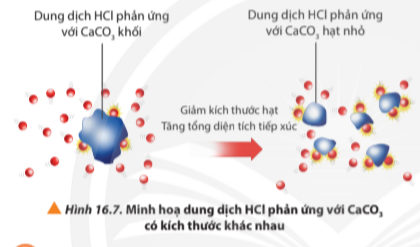 Dung dịch HCl phản ứng
với CaCO₃ khối
Dung dịch HCl phản ứng
với CaCO₃ hạt nhỏ
Giảm kích thước hạt
Tăng tổng diện tích tiếp xúc
▲ Hình 16.7. Minh hoạ dung dịch HCl phản ứng với CaCO₃
có kích thước khác nhau